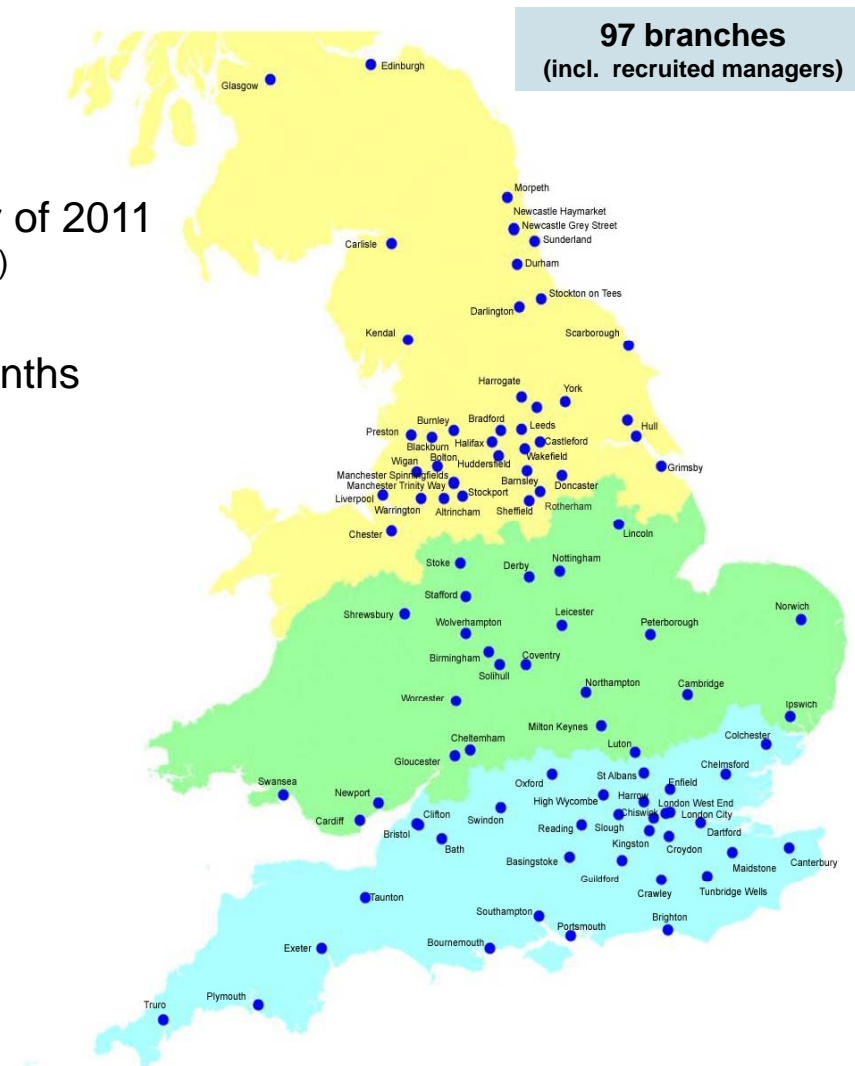 97 branches
(incl. recruited managers)
of 2011
)
nths
Edinburgh
Glasgow
Morpeth
Newcastle Haymarket
Newcastle Grey Street
Sunderland
Carlisle
Durham
Stockton on Tees
Darlington
Kendal
Scarborough
Harrogate
York
Burnley
Bradford
Leeds
Hull
Preston
Halifax
Castleford
Blackburn
Bolton
Wakefield
Wigan
Huddersfield
Grimsby
Manchester Spinningfields
Barnsley
Doncaster
Manchester Trinity Way
Stockport
Liverpool
Warrington
Altrincham
Sheffield
Rotherham
Chester
Lincoln
Stoke
Derby
Nottingham
Stafford
Shrewsbury
Leicester
Norwich
Wolverhampton
Peterborough
Birmingham
Coventry
Solihull
Northampton
Cambridge
Worcester
Ipswich
Milton Keynes
Colchester
Cheltenham
Luton
Gloucester
Chelmsford
Oxford
St Albans
Enfield
Swansea
Newport
High Wycombe
Harrow
London West End
Clifton
Chiswick
London City
Cardiff
Swindon
Bristol
Reading
Slough
Dartford
Bath
Kingston
Croydon
Canterbury
Basingstoke
Maidstone
Guildford
Crawley
Tunbridge Wells
Taunton
Southampton
Portsmouth
Brighton
Exeter
Bournemouth
Plymouth
Truro